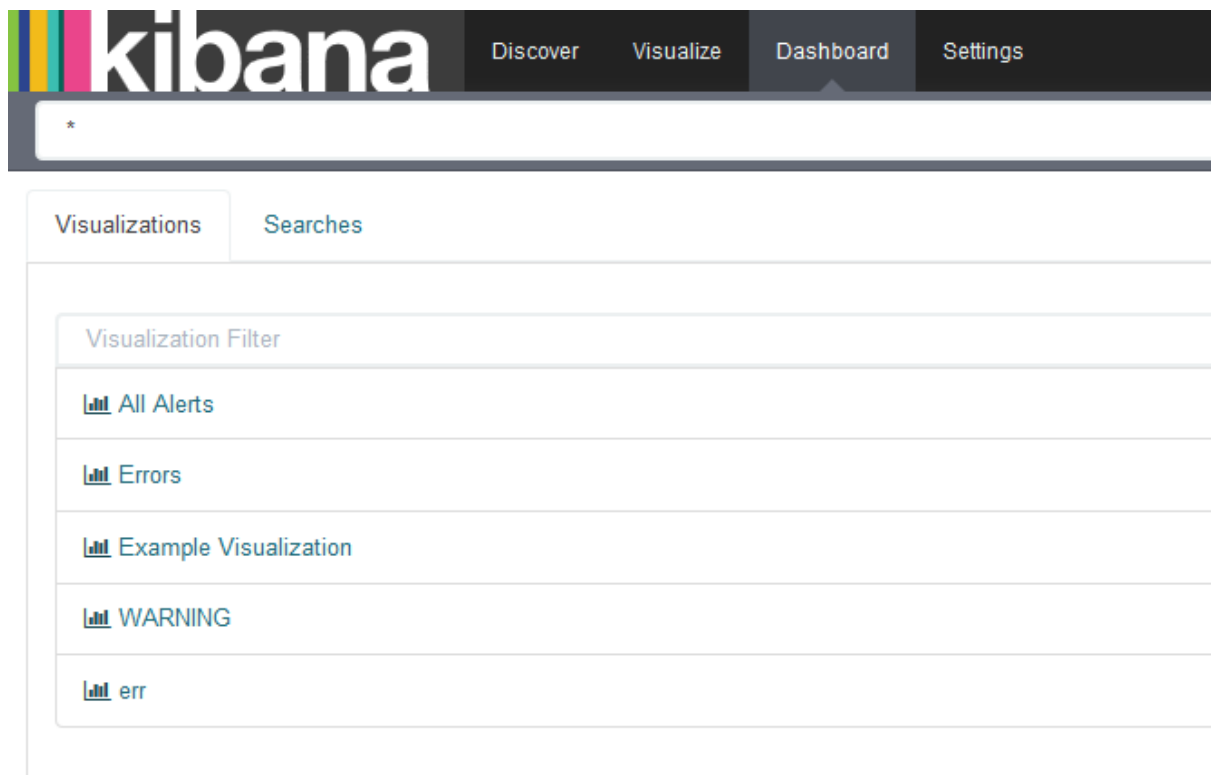 kibana Discover Visualize Dashboard Settings
*
Visualizations Searches
Visualization Filter
All Alerts
Errors
Example Visualization
WARNING
err